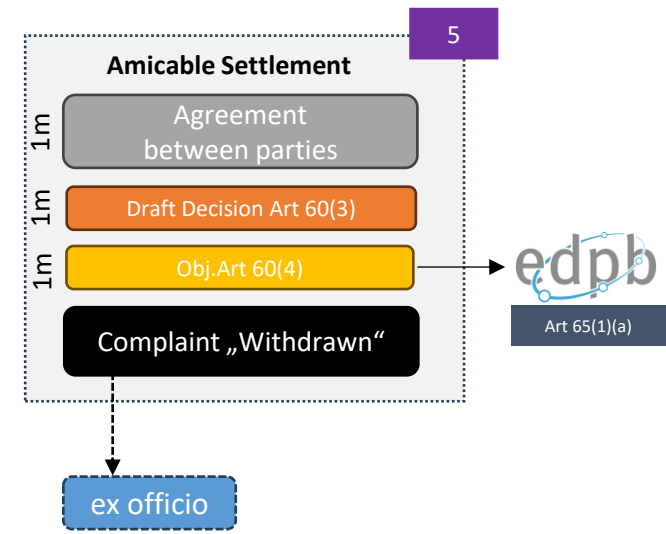 5
Amicable Settlement
1m
Agreement
between parties
1m
Draft Decision Art 60(3)
1m
Obj.Art 60(4)
edpb
Art 65(1)(a)
Complaint „Withdrawn“
ex officio